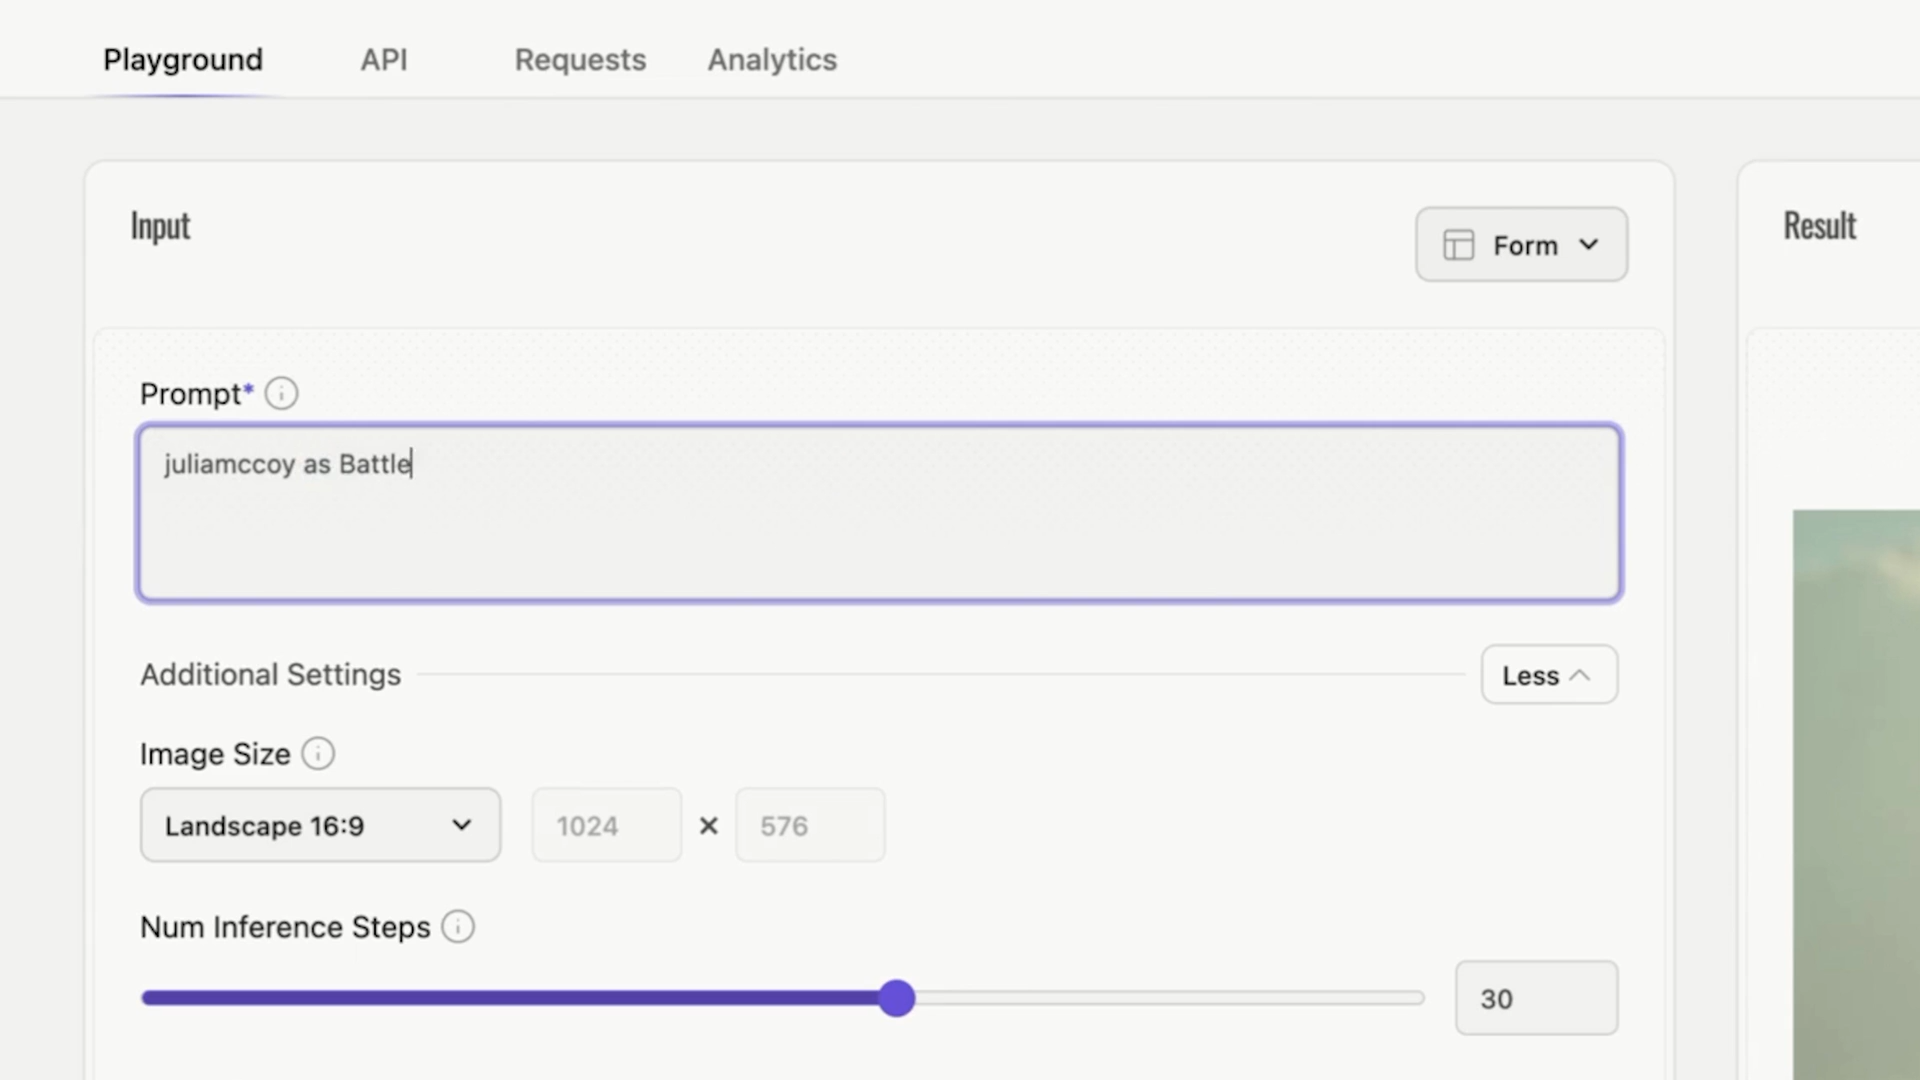 Playground API Requests Analytics
Input
Form
Result
Prompt*
juliamccoy as Battle
Additional Settings
Less
Image Size
Landscape 16:9
1024 × 576
Num Inference Steps
30